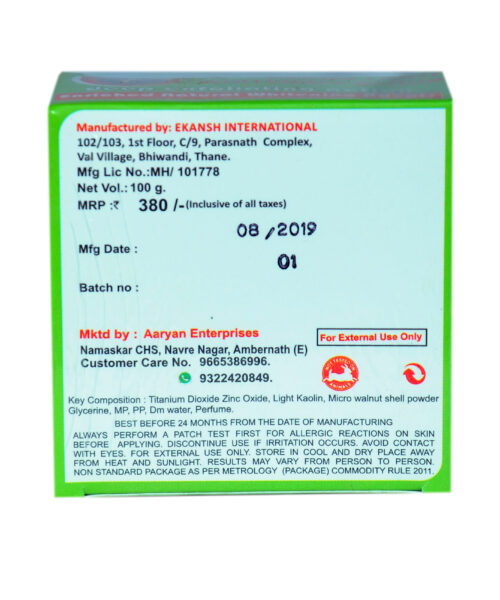 Manufactured by: EKANSH INTERNATIONAL
102/103, 1st Floor, C/9, Parasnath Complex,
Val Village, Bhiwandi, Thane.
Mfg Lic No.:MH/ 101778
Net Vol.: 100 g.
MRP :₹ 380 /-(Inclusive of all taxes)
08/2019
Mfg Date :
01
Batch no :
Mktd by : Aaryan Enterprises
For External Use Only
Namaskar CHS, Navre Nagar, Ambernath (E)
Customer Care No. 9665386996.
9322420849.
NOT TESTED ON
ANIMALS
Key Composition : Titanium Dioxide Zinc Oxide, Light Kaolin, Micro walnut shell powder
Glycerine, MP, PP, Dm water, Perfume.
BEST BEFORE 24 MONTHS FROM THE DATE OF MANUFACTURING
ALWAYS PERFORM A PATCH TEST FIRST FOR ALLERGIC REACTIONS ON SKIN
BEFORE APPLYING. DISCONTINUE USE IF IRRITATION OCCURS. AVOID CONTACT
WITH EYES. FOR EXTERNAL USE ONLY. STORE IN COOL AND DRY PLACE AWAY
FROM HEAT AND SUNLIGHT. RESULTS MAY VARY FROM PERSON TO PERSON.
NON STANDARD PACKAGE AS PER METROLOGY (PACKAGE) COMMODITY RULE 2011.